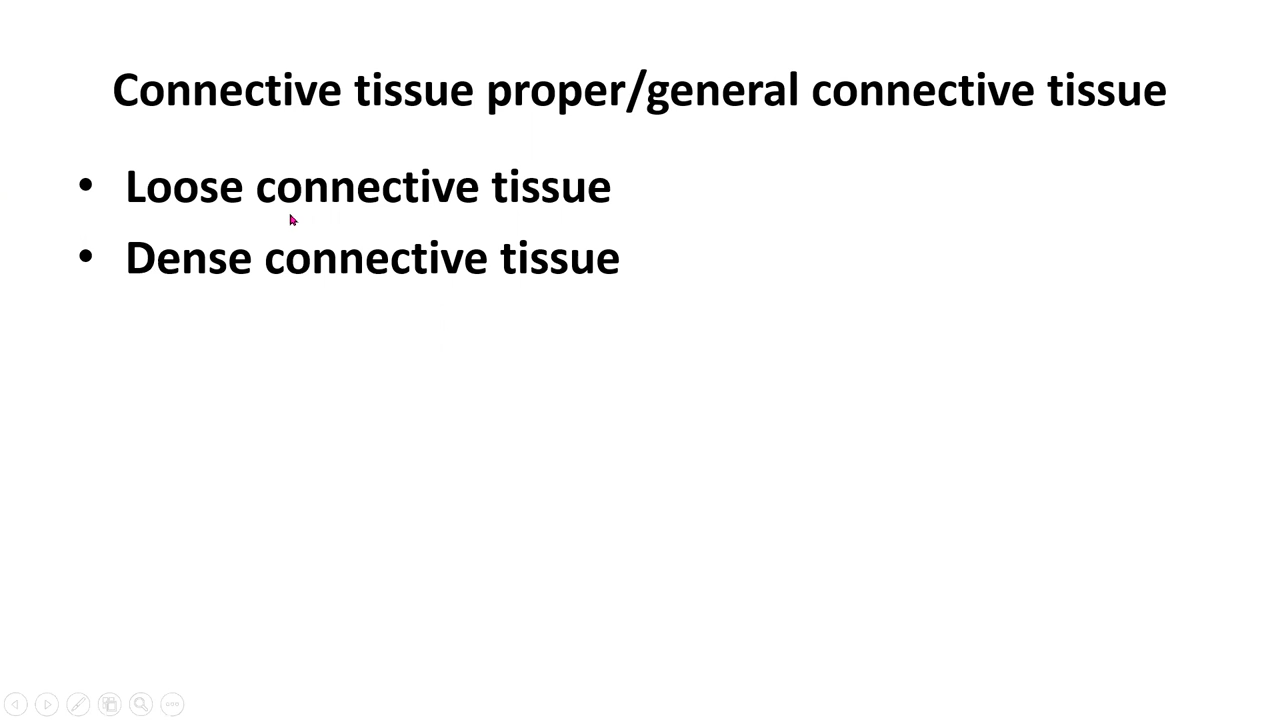 Connective tissue proper/general connective tissue
• Loose connective tissue
• Dense connective tissue